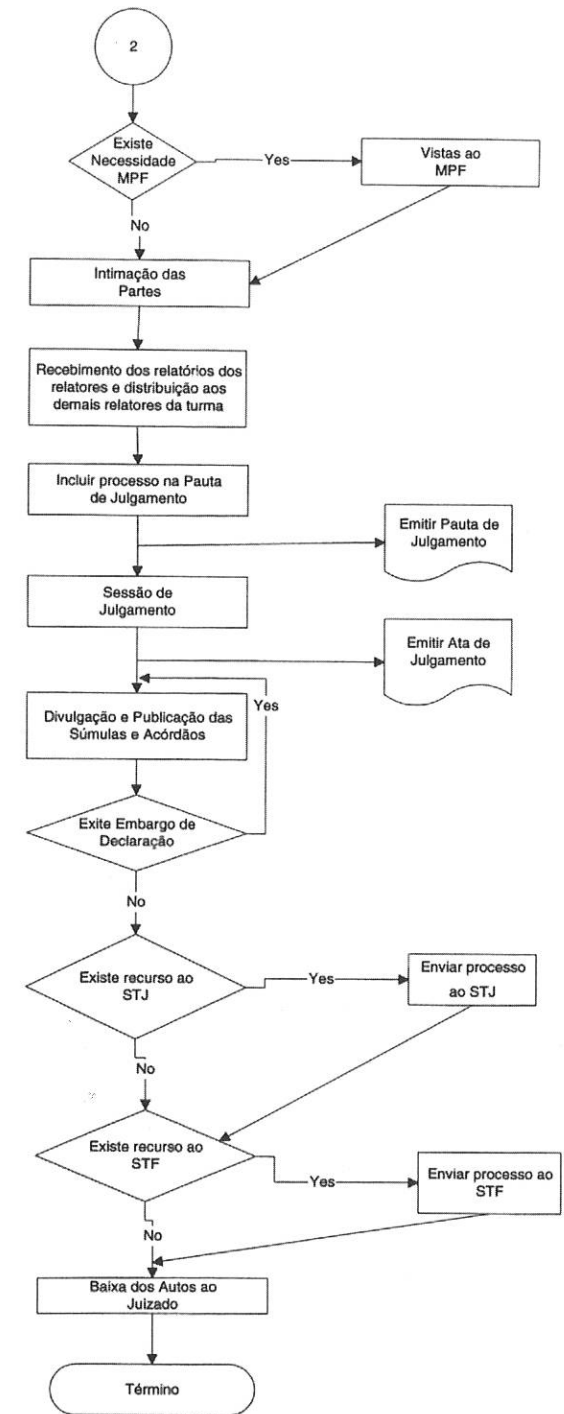 2
Existe
Necessidade
MPF
Yes
Vistas ao
MPF
No
Intimação das
Partes
Recebimento dos relatórios dos
relatores e distribuição aos
demais relatores da turma
Incluir processo na Pauta
de Julgamento
Emitir Pauta de
Julgamento
Sessão de
Julgamento
Emitir Ata de
Julgamento
Yes
Divulgação e Publicação das
Súmulas e Acórdãos
Exite Embargo de
Declaração
No
Existe recurso ao
STJ
Yes
Enviar processo
ao STJ
No
Existe recurso ao
STF
Yes
Enviar processo ao
STF
No
Baixa dos Autos ao
Juizado
Término